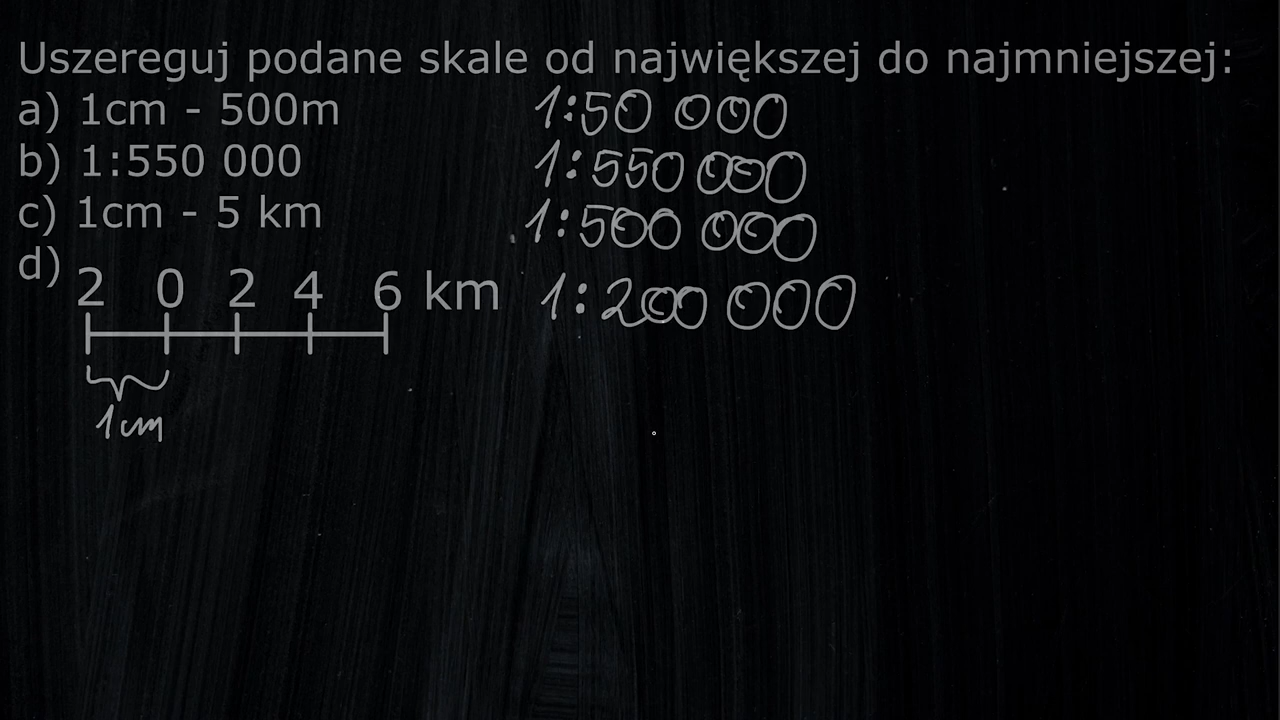 Uszereguj podane skale od największej do najmniejszej:
a) 1cm - 500m 1:50 000
b) 1:550 000 1:550 000
c) 1cm - 5 km 1:500 000
d)
2 0 2 4 6 km 1:200 000
1cm